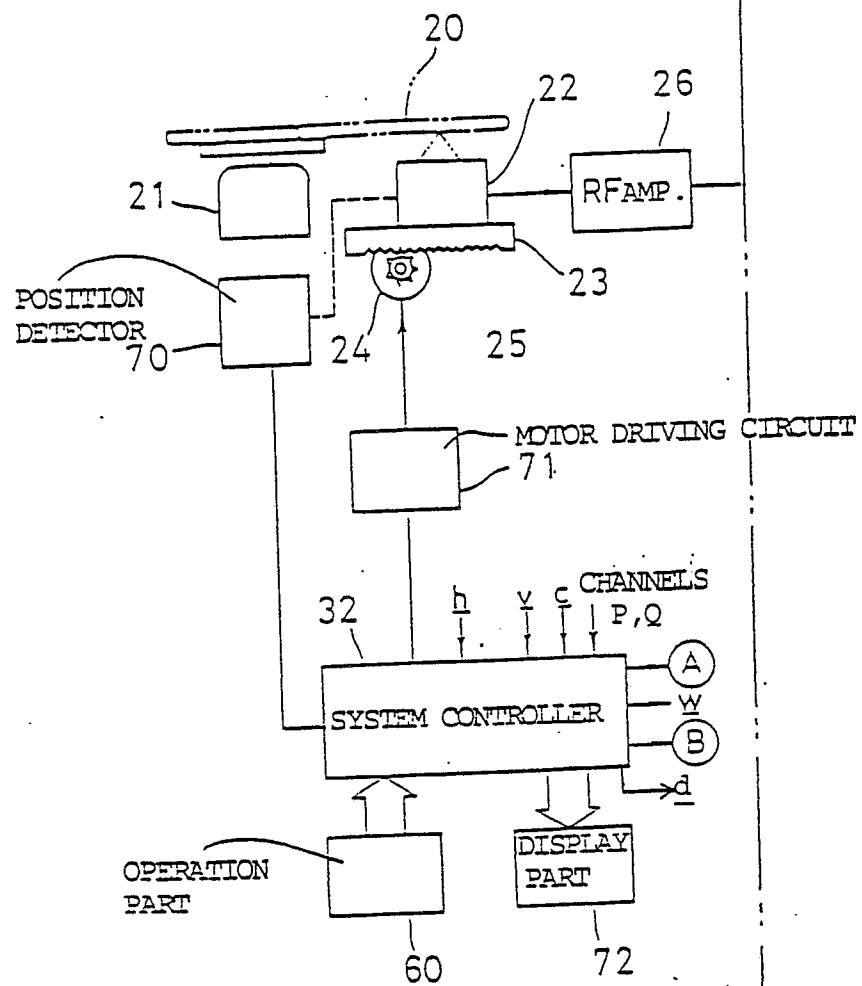 20
22
26
21
RF AMP.
23
POSITION
DETECTOR
70
24
25
MOTOR DRIVING CIRCUIT
71
32
h
v
c
CHANNELS
P,Q
A
SYSTEM CONTROLLER
w
B
d
OPERATION
PART
DISPLAY
PART
60
72